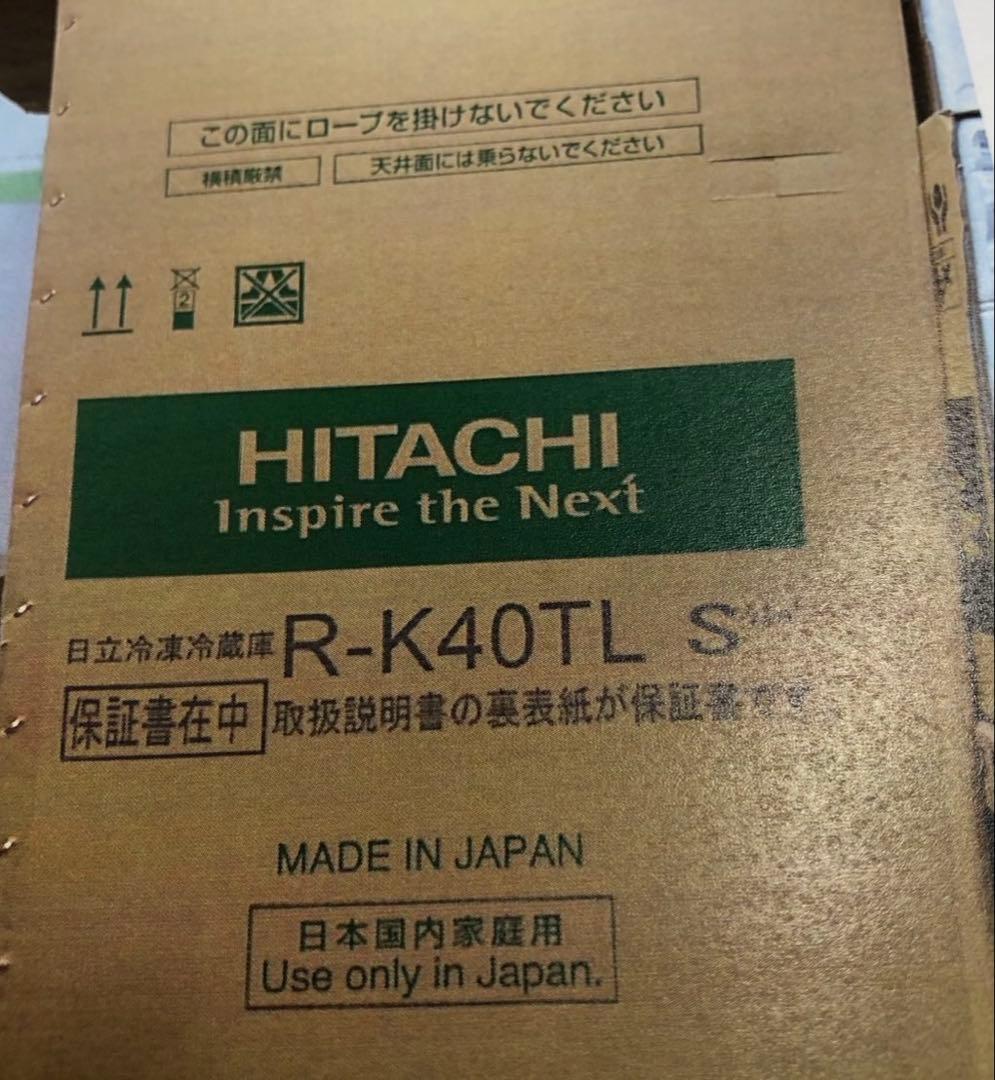 この面にロープを掛けないでください
横積厳禁 天井面には乗らないでください
2
HITACHI
Inspire the Next
日立冷凍冷蔵庫 R-K40TL S
保証書在中 取扱説明書の裏表紙が保証書です。
MADE IN JAPAN
日本国内家庭用
Use only in Japan.